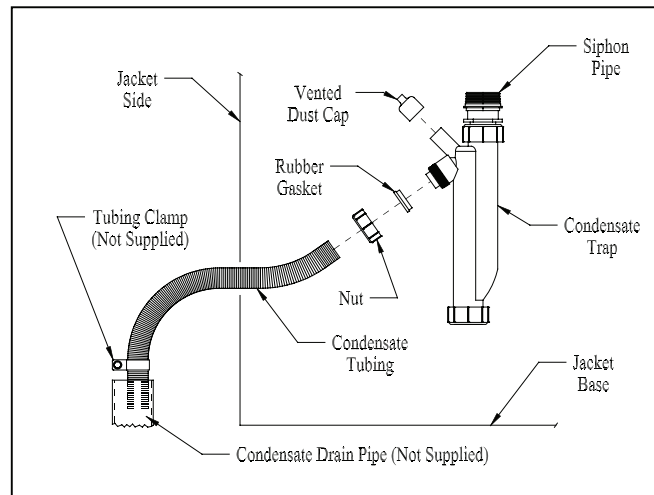 Siphon
Pipe
Jacket
Side
Vented
Dust Cap
Rubber
Gasket
Tubing Clamp
(Not Supplied)
Condensate
Trap
Nut
Condensate
Tubing
Jacket
Base
Condensate Drain Pipe (Not Supplied)